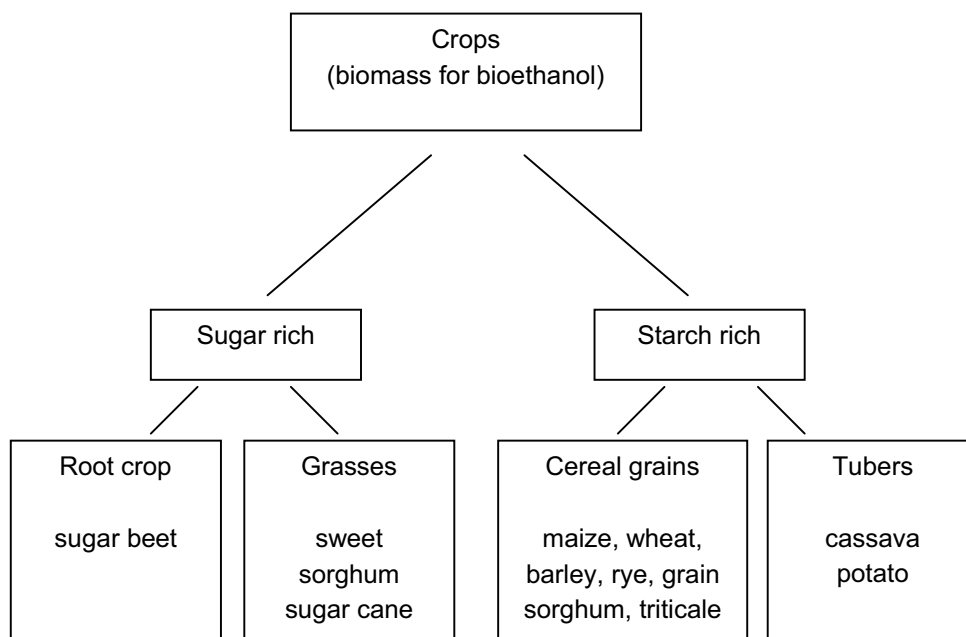 Crops
(biomass for bioethanol)
Sugar rich
Starch rich
Root crop
sugar beet
Grasses
sweet
sorghum
sugar cane
Cereal grains
maize, wheat,
barley, rye, grain
sorghum, triticale
Tubers
cassava
potato